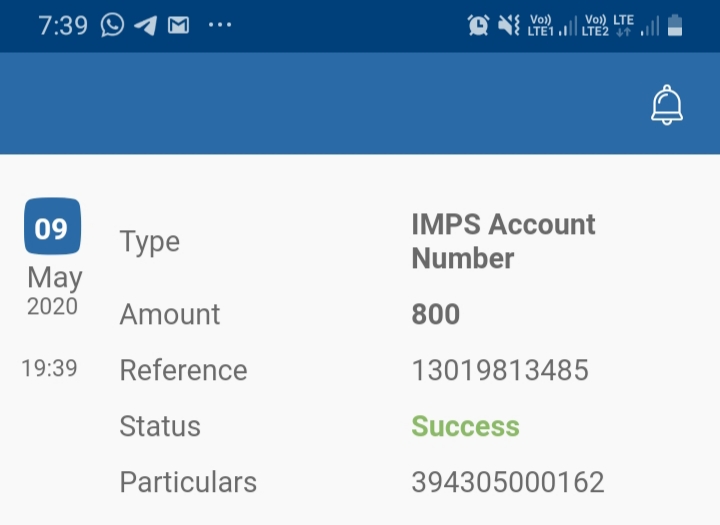 7:39 ... Vo)) LTE1 Vo)) LTE2 LTE
09
May
2020
19:39
Type IMPS Account Number
Amount 800
Reference 13019813485
Status Success
Particulars 394305000162